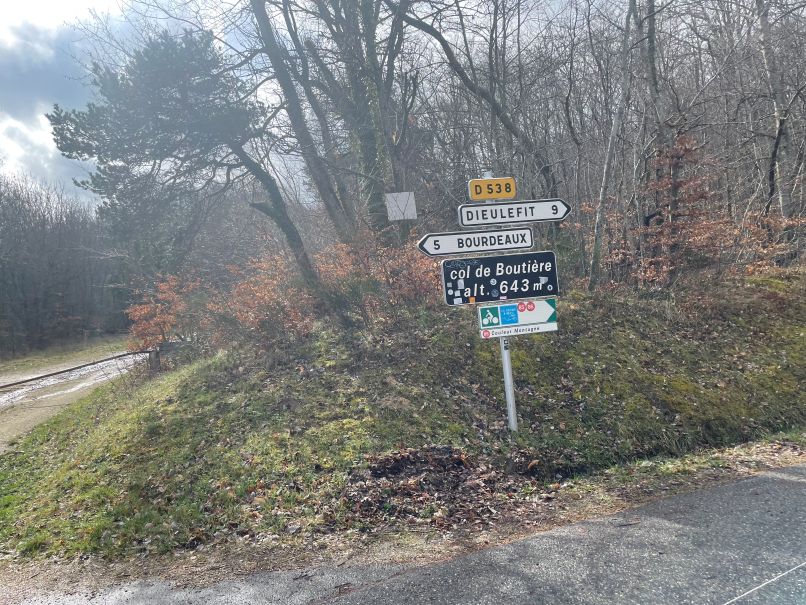 D 538
DIEULEFIT 9
5 BOURDEAUX
col de Boutière
alt. 643 m
Couleur Montagne